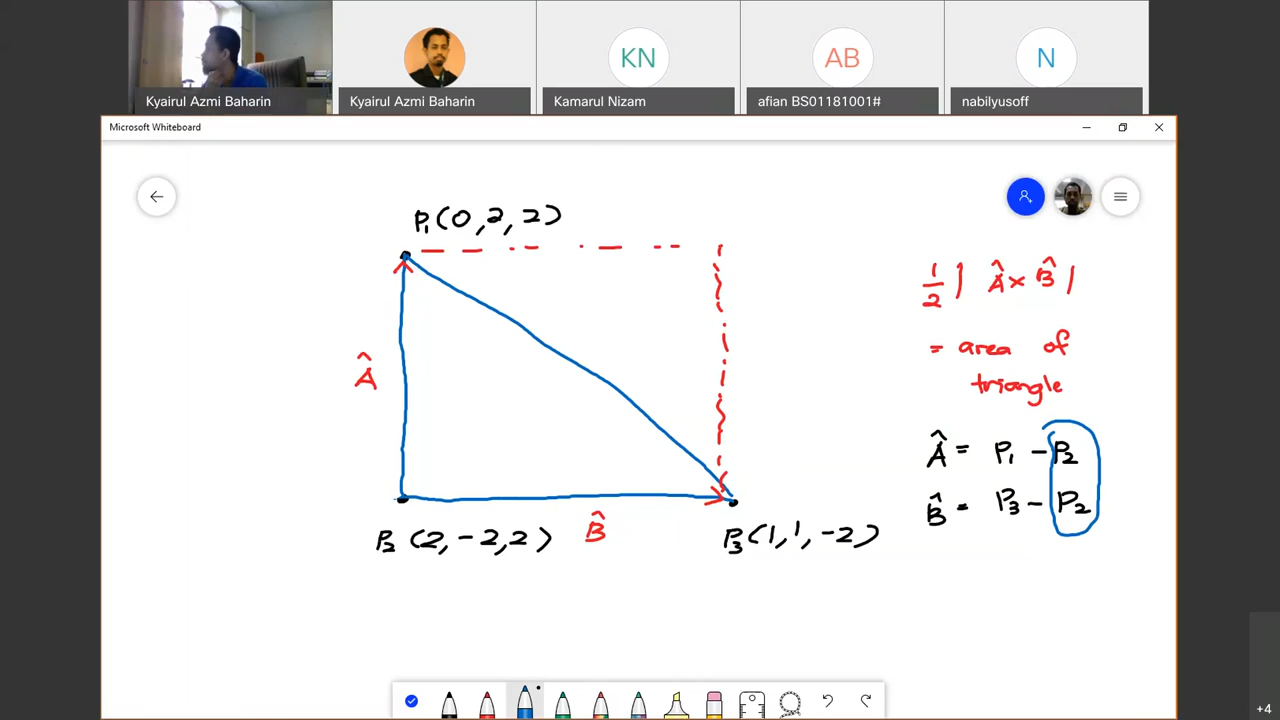 KN
AB
N
Kyairul Azmi Baharin
Kyairul Azmi Baharin
Kamarul Nizam
afian BS01181001#
nabilyusoff
Microsoft Whiteboard
P₁(0,2,2)
½|Â×B̂|
= area of
triangle
Â
Â = P₁ − P₂
B̂ = P₃ − P₂
P₂ (2,-2,2)
B̂
P₃(1,1,-2)
+4